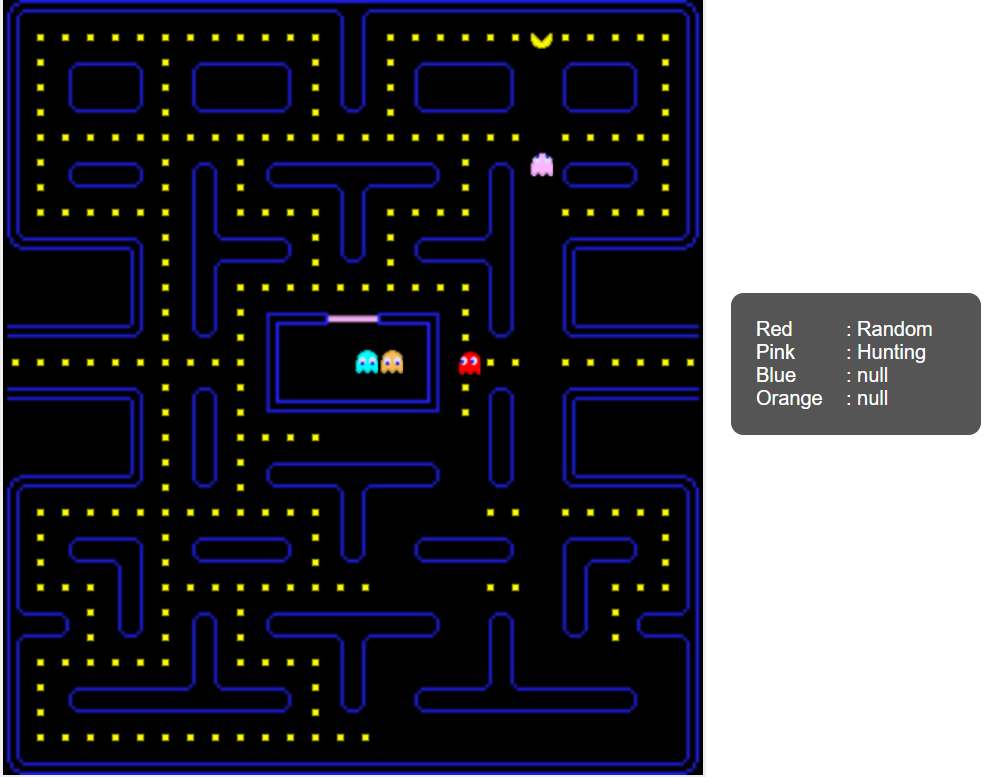 Red : Random
Pink : Hunting
Blue : null
Orange : null